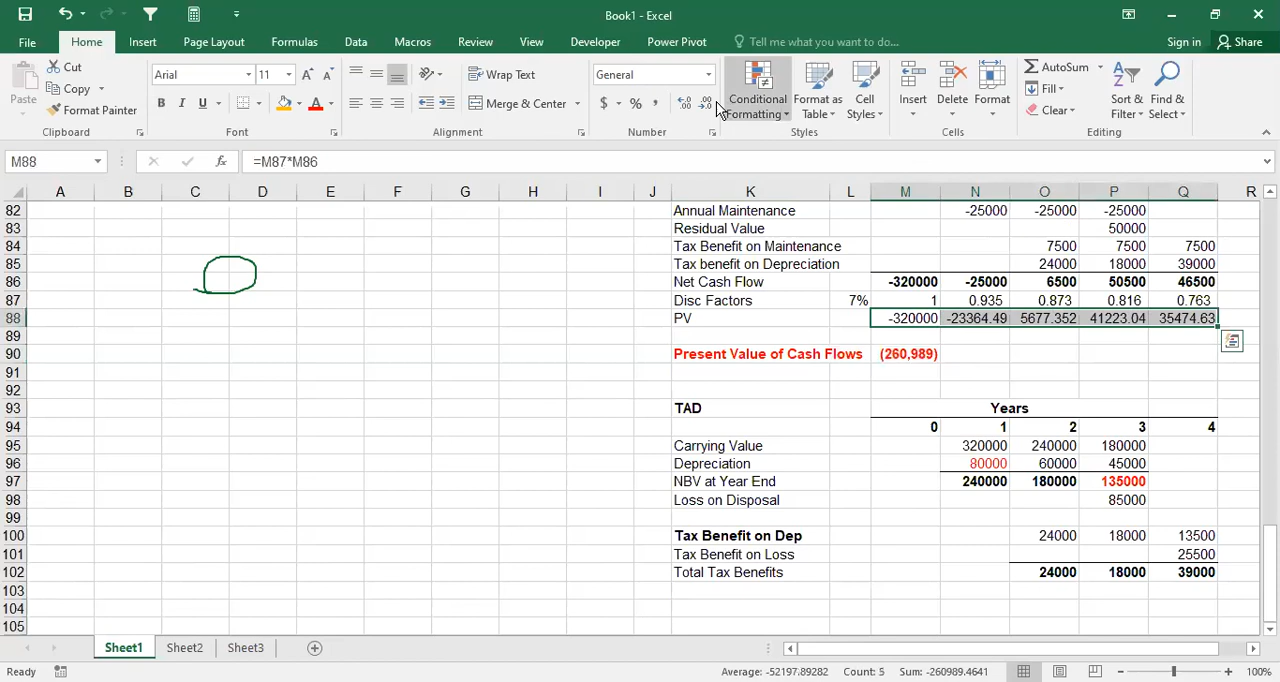 Book1 - Excel
File Home Insert Page Layout Formulas Data Macros Review View Developer Power Pivot Tell me what you want to do... Sign in Share
Paste Cut Copy Format Painter Clipboard
Arial 11 B I U A Font
Wrap Text Merge & Center Alignment
General $ % Number
Conditional Formatting Format as Table Cell Styles Styles
Insert Delete Format Cells
AutoSum Fill Clear Sort & Filter Find & Select Editing
M88 fx =M87*M86
A B C D E F G H I J K L M N O P Q R
82 Annual Maintenance -25000 -25000 -25000
83 Residual Value 50000
84 Tax Benefit on Maintenance 7500 7500 7500
85 Tax benefit on Depreciation 24000 18000 39000
86 Net Cash Flow -320000 -25000 6500 50500 46500
87 Disc Factors 7% 1 0.935 0.873 0.816 0.763
88 PV -320000 -23364.49 5677.352 41223.04 35474.63
89
90 Present Value of Cash Flows (260,989)
91
92
93 TAD Years
94 0 1 2 3 4
95 Carrying Value 320000 240000 180000
96 Depreciation 80000 60000 45000
97 NBV at Year End 240000 180000 135000
98 Loss on Disposal 85000
99
100 Tax Benefit on Dep 24000 18000 13500
101 Tax Benefit on Loss 25500
102 Total Tax Benefits 24000 18000 39000
103
104
105
Sheet1 Sheet2 Sheet3
Ready Average: -52197.89282 Count: 5 Sum: -260989.4641 100%